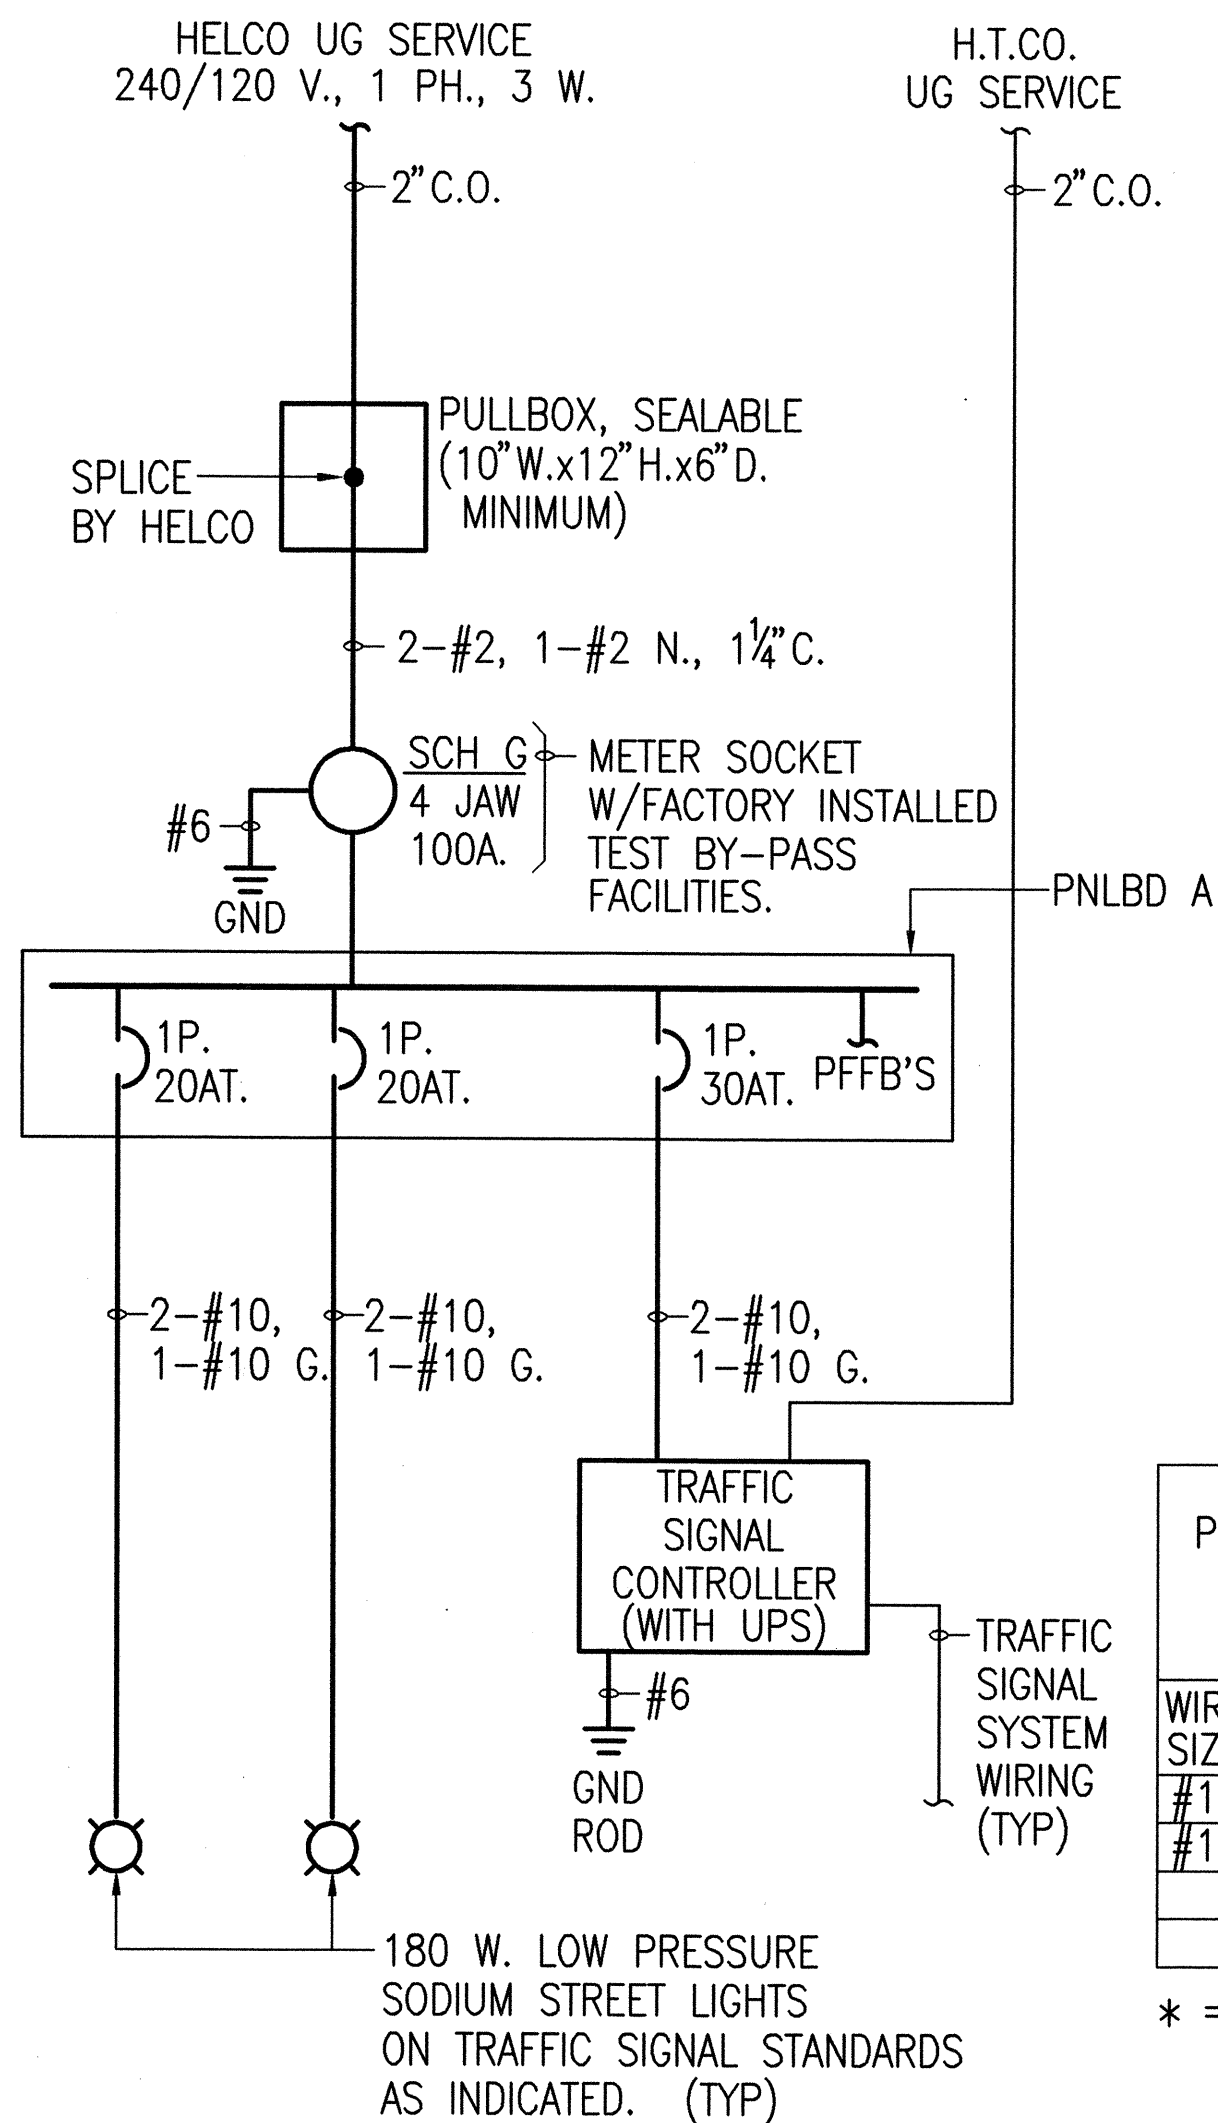 HELCO UG SERVICE
240/120 V., 1 PH., 3 W.
H.T.CO.
UG SERVICE
2" C.O.
2" C.O.
PULLBOX, SEALABLE
(10"W.x12"H.x6"D.
MINIMUM)
SPLICE
BY HELCO
2-#2, 1-#2 N., 1¼"C.
SCH G
4 JAW
100A.
METER SOCKET
W/FACTORY INSTALLED
TEST BY-PASS
FACILITIES.
#6
GND
PNLBD A
1P.
20AT.
1P.
20AT.
1P.
30AT.
PFFB'S
2-#10,
1-#10 G.
2-#10,
1-#10 G.
2-#10,
1-#10 G.
TRAFFIC
SIGNAL
CONTROLLER
(WITH UPS)
#6
GND
ROD
TRAFFIC
SIGNAL
SYSTEM
WIRING
(TYP)
P
WIR
SIZ
#1
#1
* =
180 W. LOW PRESSURE
SODIUM STREET LIGHTS
ON TRAFFIC SIGNAL STANDARDS
AS INDICATED. (TYP)